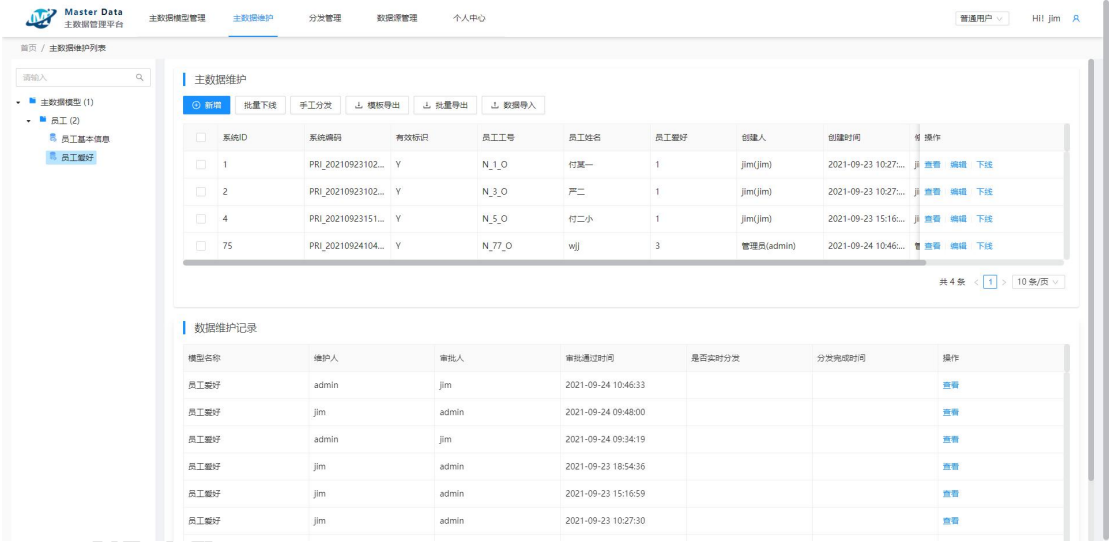 Master Data
主数据管理平台
主数据模型管理 主数据维护 分发管理 数据源管理 个人中心 普通用户 Hi! jim
首页 / 主数据维护列表
请输入
主数据模型 (1)
员工 (2)
员工基本信息
员工爱好
主数据维护
新增 批量下线 手工分发 模板导出 批量导出 数据导入
系统ID 系统编码 有效标识 员工工号 员工姓名 员工爱好 创建人 创建时间 操作
1 PRI_20210923102... Y N_1_O 付某一 1 jim(jim) 2021-09-23 10:27:... 查看 编辑 下线
2 PRI_20210923102... Y N_3_O 严二 1 jim(jim) 2021-09-23 10:27:... 查看 编辑 下线
4 PRI_20210923151... Y N_5_O 付二小 1 jim(jim) 2021-09-23 15:16:... 查看 编辑 下线
75 PRI_20210924104... Y N_77_O wjj 3 管理员(admin) 2021-09-24 10:46:... 查看 编辑 下线
共 4 条 < 1 > 10 条/页
数据维护记录
模型名称 维护人 审批人 审批通过时间 是否实时分发 分发完成时间 操作
员工爱好 admin jim 2021-09-24 10:46:33 查看
员工爱好 jim admin 2021-09-24 09:48:00 查看
员工爱好 admin jim 2021-09-24 09:34:19 查看
员工爱好 jim admin 2021-09-23 18:54:36 查看
员工爱好 jim admin 2021-09-23 15:16:59 查看
员工爱好 jim admin 2021-09-23 10:27:30 查看